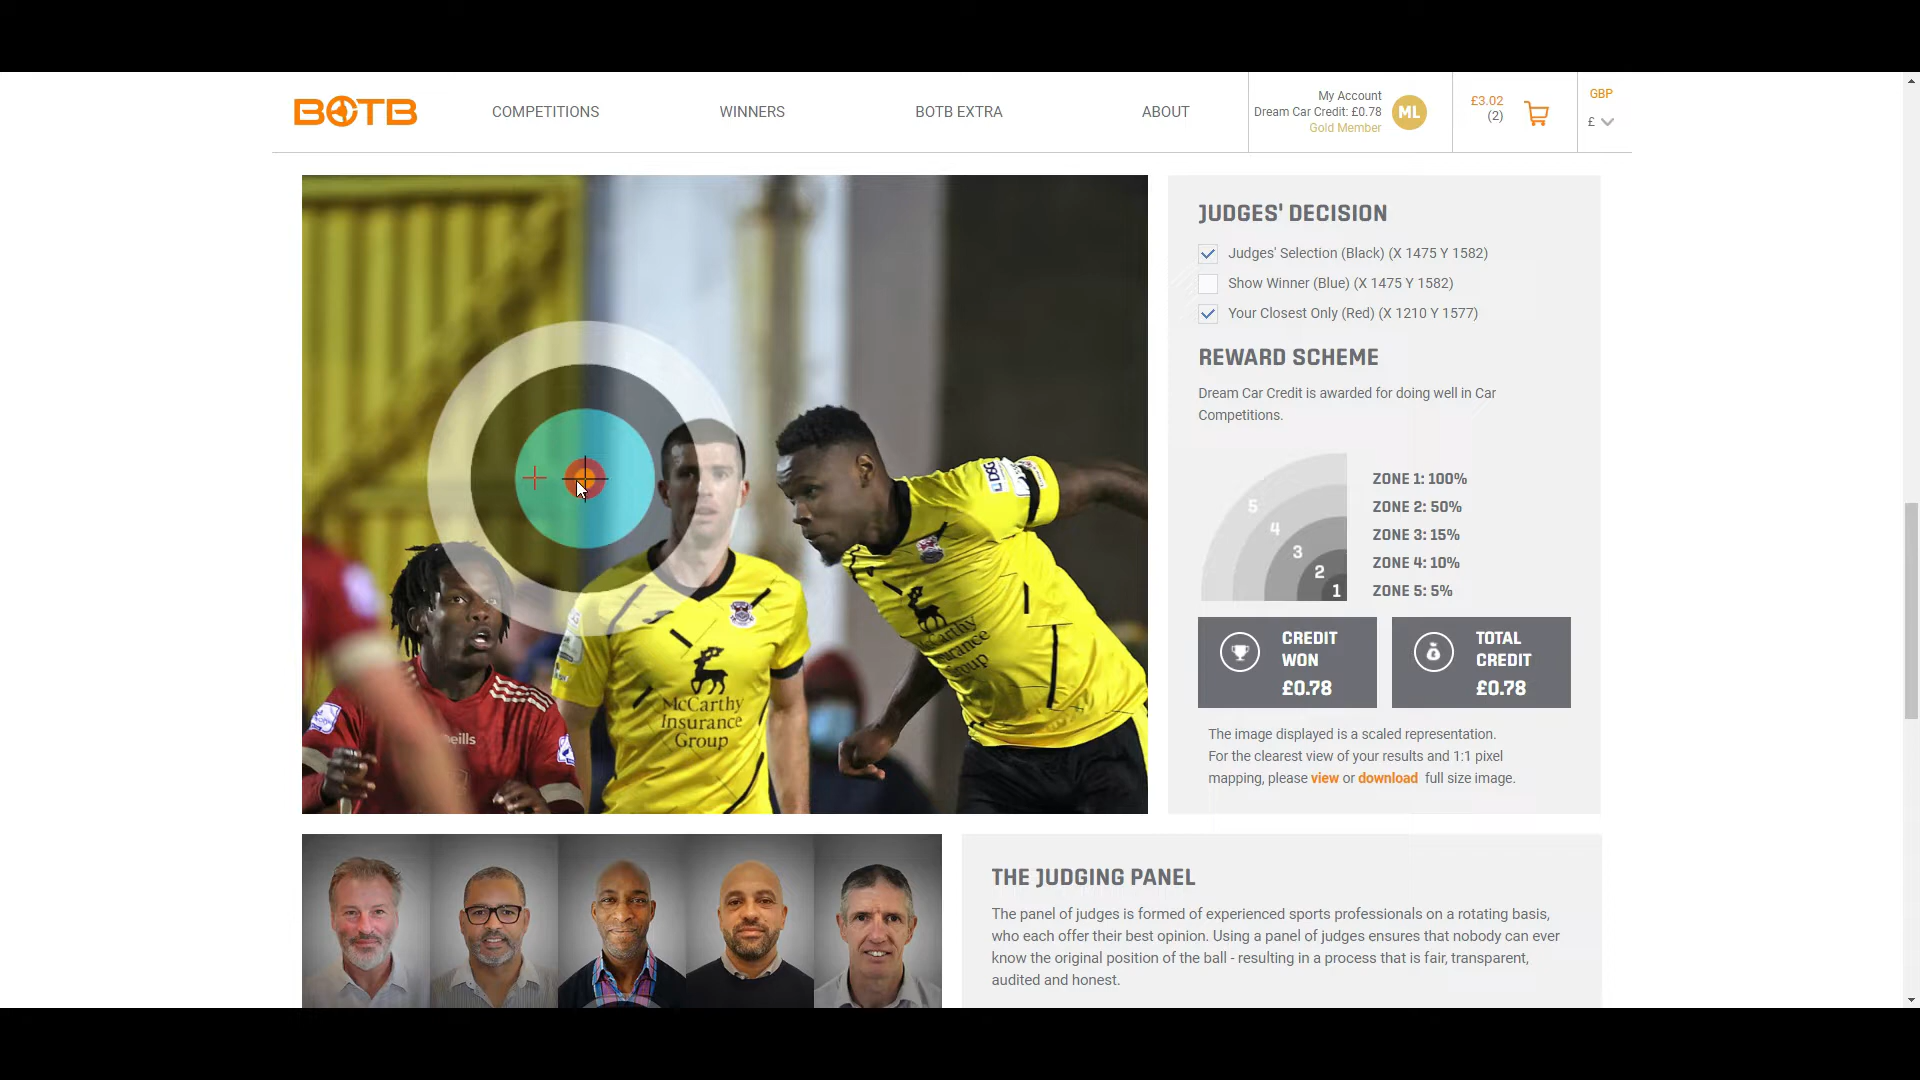 BOTB
COMPETITIONS
WINNERS
BOTB EXTRA
ABOUT
My Account
Dream Car Credit: £0.78
Gold Member
ML
£3.02
(2)
GBP
£
McCarthy
Insurance
Group
McCarthy
Group
neills
JUDGES' DECISION
Judges' Selection (Black) (X 1475 Y 1582)
Show Winner (Blue) (X 1475 Y 1582)
Your Closest Only (Red) (X 1210 Y 1577)
REWARD SCHEME
Dream Car Credit is awarded for doing well in Car
Competitions.
5
4
3
2
1
ZONE 1: 100%
ZONE 2: 50%
ZONE 3: 15%
ZONE 4: 10%
ZONE 5: 5%
CREDIT
WON
£0.78
TOTAL
CREDIT
£0.78
The image displayed is a scaled representation.
For the clearest view of your results and 1:1 pixel
mapping, please view or download full size image.
THE JUDGING PANEL
The panel of judges is formed of experienced sports professionals on a rotating basis,
who each offer their best opinion. Using a panel of judges ensures that nobody can ever
know the original position of the ball - resulting in a process that is fair, transparent,
audited and honest.